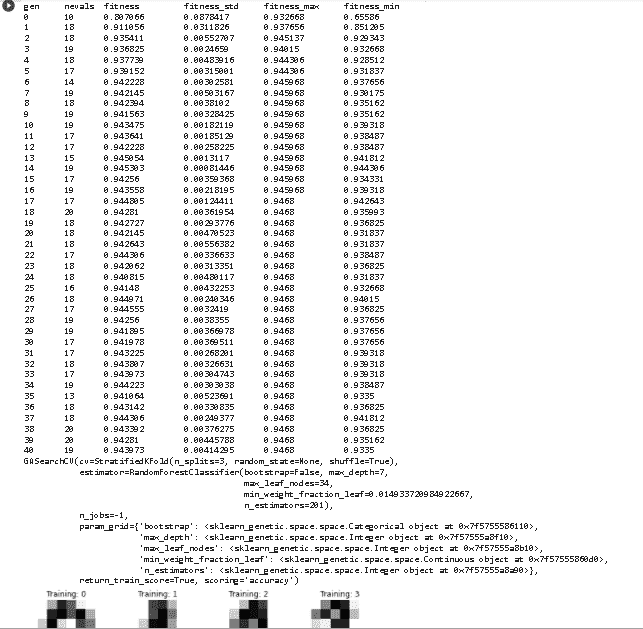 gen nevals fitness fitness_std fitness_max fitness_min
0 10 0.807066 0.0878417 0.932668 0.65586
1 18 0.911056 0.0311826 0.937656 0.851205
2 18 0.935411 0.00552707 0.945137 0.929343
3 19 0.936825 0.0024659 0.94015 0.932668
4 18 0.937739 0.00483916 0.944306 0.928512
5 17 0.939152 0.00315001 0.944306 0.931837
6 14 0.942228 0.00302581 0.945968 0.937656
7 19 0.942145 0.00503167 0.945968 0.930175
8 18 0.942394 0.0038102 0.945968 0.935162
9 19 0.941563 0.00328425 0.945968 0.935162
10 19 0.943475 0.00182119 0.945968 0.939318
11 17 0.943641 0.00185129 0.945968 0.938487
12 17 0.942228 0.00258225 0.945968 0.938487
13 15 0.945054 0.0013117 0.945968 0.941812
14 19 0.945303 0.00081446 0.945968 0.944306
15 17 0.94256 0.00359368 0.945968 0.934331
16 19 0.943558 0.00218195 0.945968 0.939318
17 17 0.944805 0.00124411 0.9468 0.942643
18 20 0.94281 0.00361954 0.9468 0.935993
19 18 0.942727 0.00293776 0.9468 0.936825
20 18 0.942145 0.00470523 0.9468 0.931837
21 18 0.942643 0.00556382 0.9468 0.931837
22 17 0.944306 0.00336633 0.9468 0.938487
23 18 0.942062 0.00313351 0.9468 0.936825
24 18 0.940815 0.00480117 0.9468 0.931837
25 16 0.94148 0.00432253 0.9468 0.932668
26 18 0.944971 0.00240346 0.9468 0.94015
27 17 0.944555 0.0032419 0.9468 0.936825
28 19 0.94256 0.0038355 0.9468 0.937656
29 19 0.941895 0.00366978 0.9468 0.937656
30 17 0.941978 0.00369511 0.9468 0.937656
31 17 0.943225 0.00268201 0.9468 0.939318
32 18 0.943807 0.00326631 0.9468 0.939318
33 17 0.943973 0.00304743 0.9468 0.939318
34 19 0.944223 0.00303038 0.9468 0.938487
35 13 0.941064 0.00523691 0.9468 0.9335
36 18 0.943142 0.00330835 0.9468 0.936825
37 18 0.944306 0.00249377 0.9468 0.941812
38 20 0.943392 0.00376275 0.9468 0.936825
39 20 0.94281 0.00445788 0.9468 0.935162
40 19 0.943973 0.00414295 0.9468 0.9335
GASearchCV(cv=StratifiedKFold(n_splits=3, random_state=None, shuffle=True),
estimator=RandomForestClassifier(bootstrap=False, max_depth=7,
max_leaf_nodes=34,
min_weight_fraction_leaf=0.014933720984922667,
n_estimators=201),
n_jobs=-1,
param_grid={'bootstrap': <sklearn_genetic.space.space.Categorical object at 0x7f5755586110>,
'max_depth': <sklearn_genetic.space.space.Integer object at 0x7f57555a8f10>,
'max_leaf_nodes': <sklearn_genetic.space.space.Integer object at 0x7f57555a8b10>,
'min_weight_fraction_leaf': <sklearn_genetic.space.space.Continuous object at 0x7f57555860d0>,
'n_estimators': <sklearn_genetic.space.space.Integer object at 0x7f57555a8a90>},
return_train_score=True, scoring='accuracy')
Training: 0 Training: 1 Training: 2 Training: 3